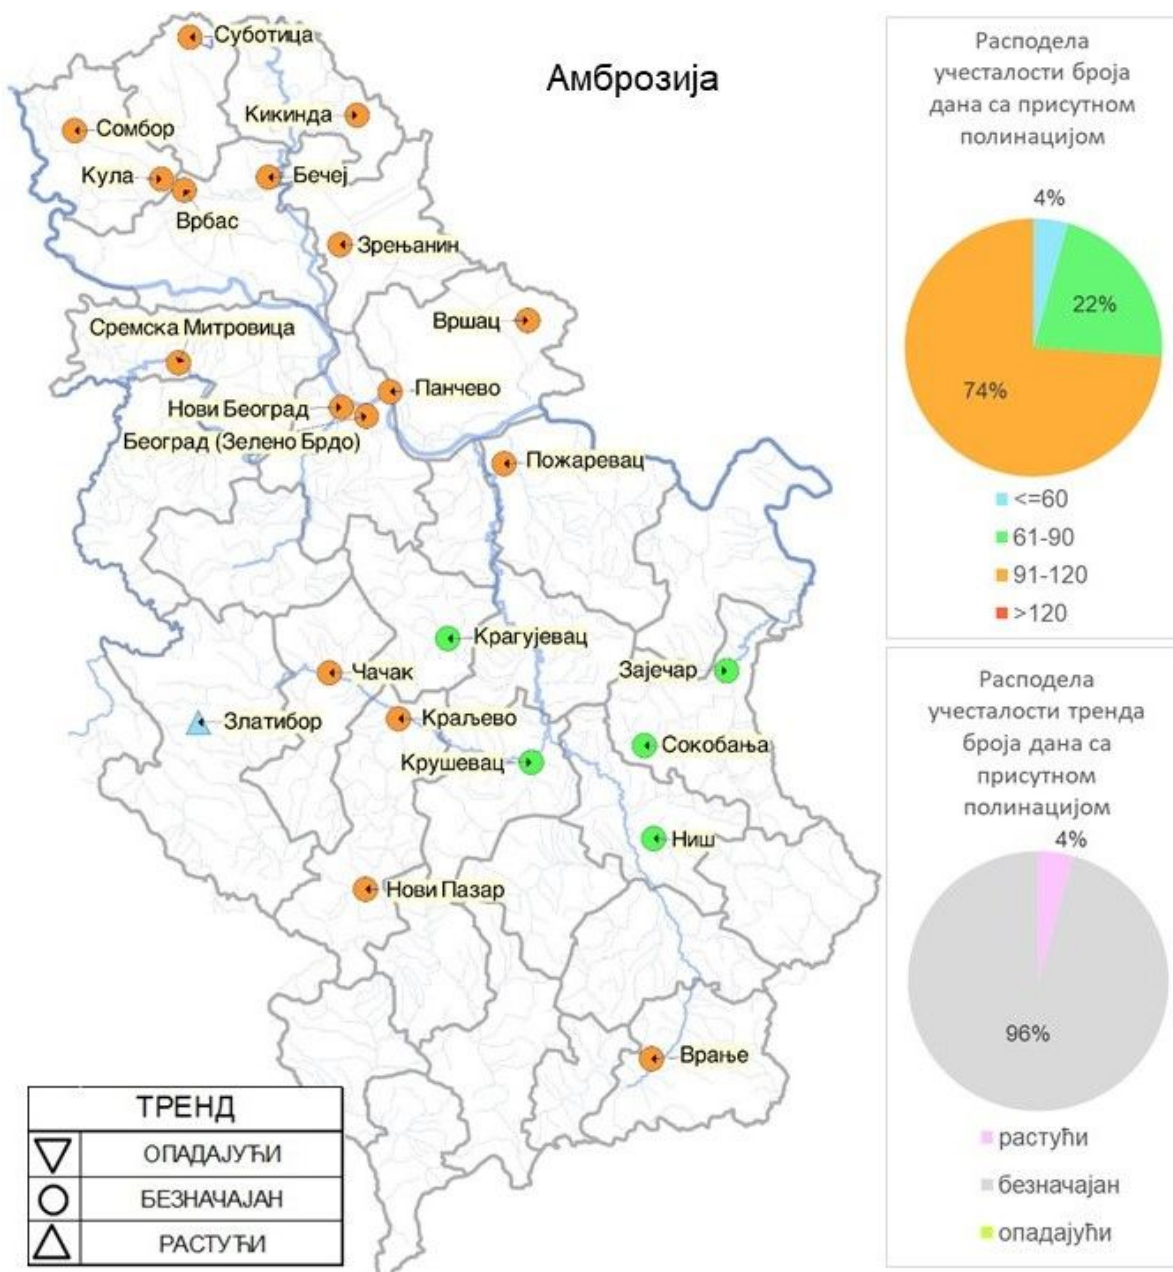 Амброзија
Суботица
Кикинда
Сомбор
Кула
Бечеј
Врбас
Зрењанин
Вршац
Сремска Митровица
Панчево
Нови Београд
Београд (Зелено Брдо)
Пожаревац
Крагујевац
Зајечар
Чачак
Златибор
Краљево
Сокобања
Крушевац
Ниш
Нови Пазар
Врање
ТРЕНД
ОПАДАЈУЋИ
БЕЗНАЧАЈАН
РАСТУЋИ
Расподела
учесталости броја
дана са присутном
полинацијом
4%
22%
74%
<=60
61-90
91-120
>120
Расподела
учесталости тренда
броја дана са
присутном
полинацијом
4%
96%
растући
безначајан
опадајући